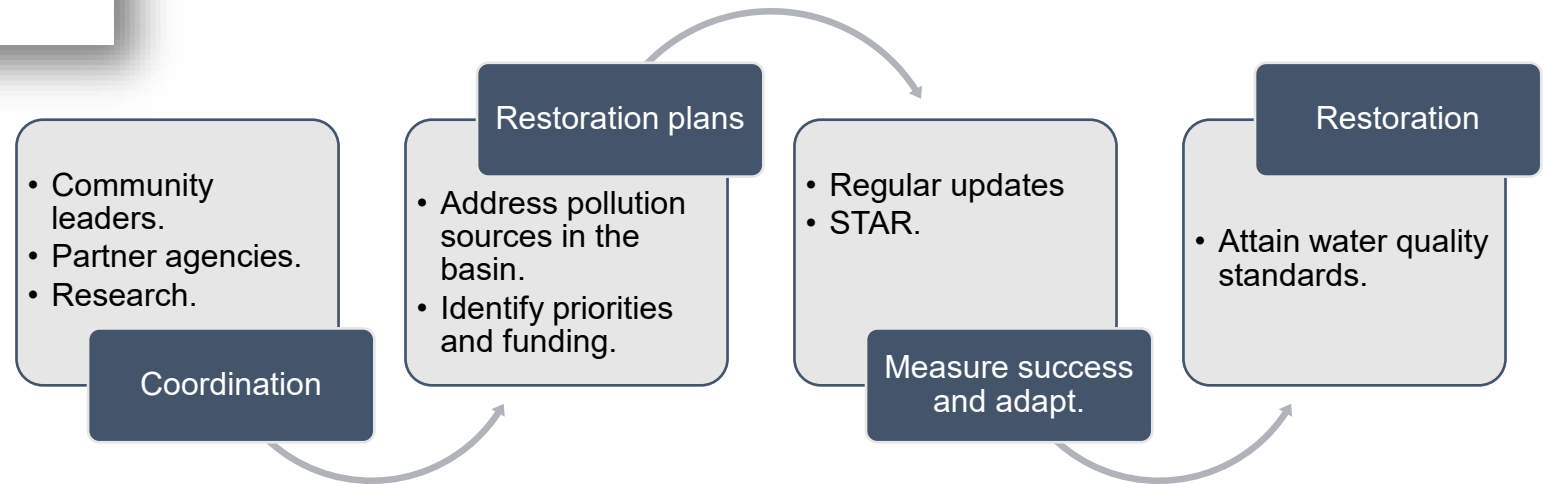 • Community
leaders.
• Partner agencies.
• Research.
Coordination
Restoration plans
• Address pollution
sources in the
basin.
• Identify priorities
and funding.
• Regular updates
• STAR.
Measure success
and adapt.
Restoration
• Attain water quality
standards.